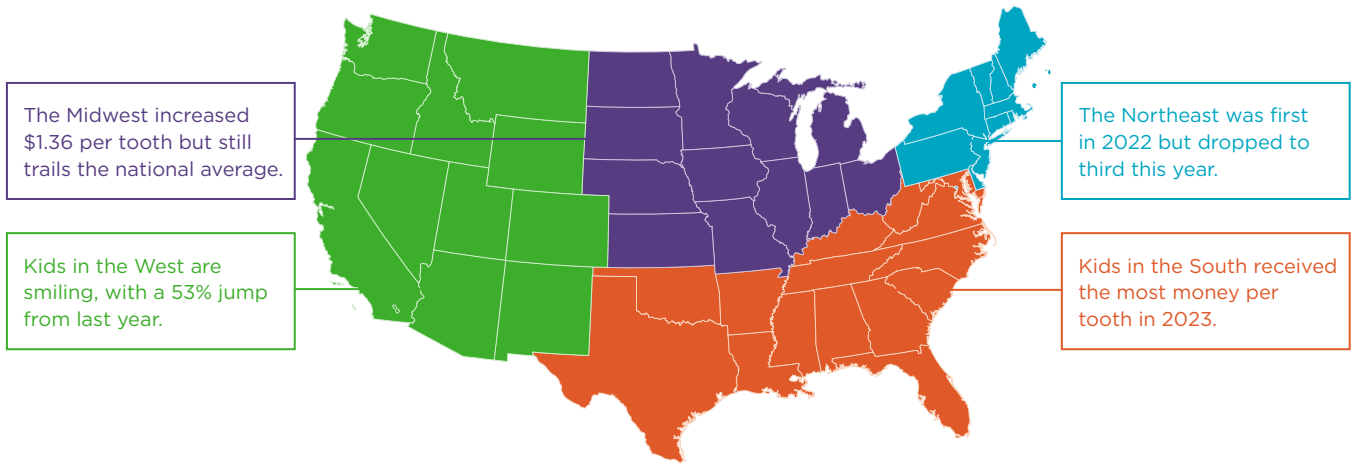 The Midwest increased
$1.36 per tooth but still
trails the national average.
Kids in the West are
smiling, with a 53% jump
from last year.
The Northeast was first
in 2022 but dropped to
third this year.
Kids in the South received
the most money per
tooth in 2023.